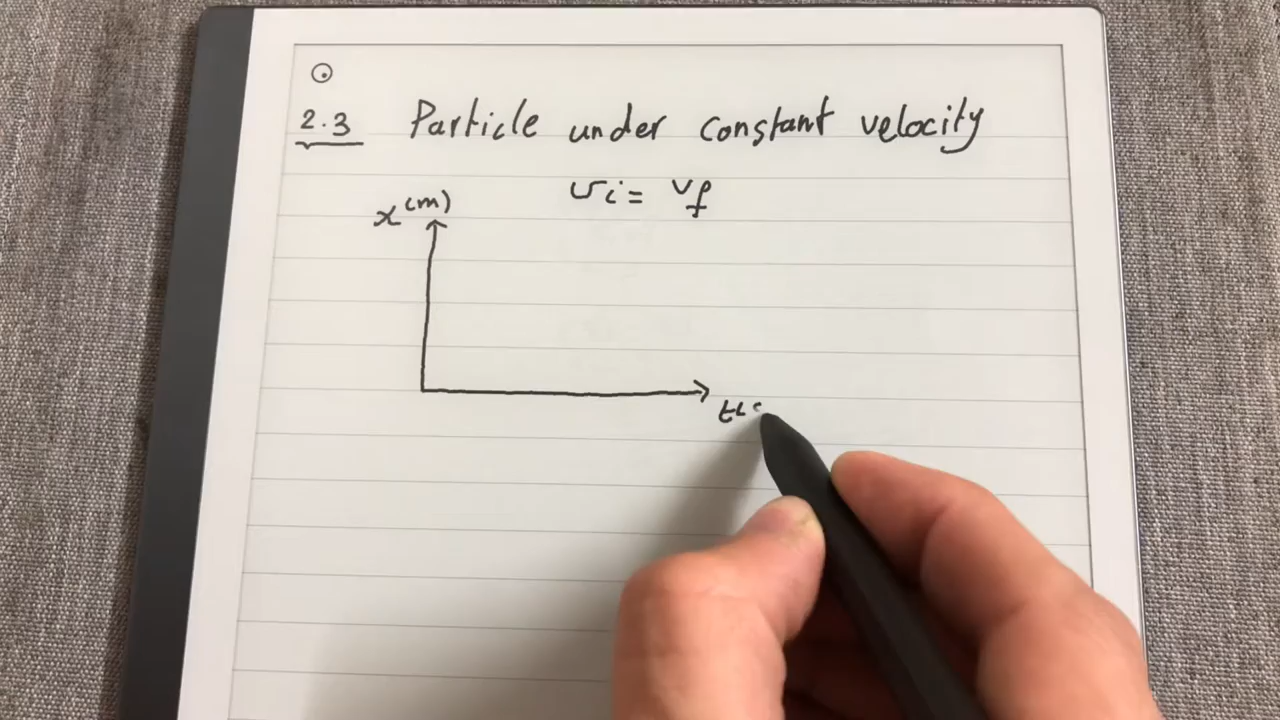 2.3 Particle under constant velocity
vi = vf
x(m)
t(s